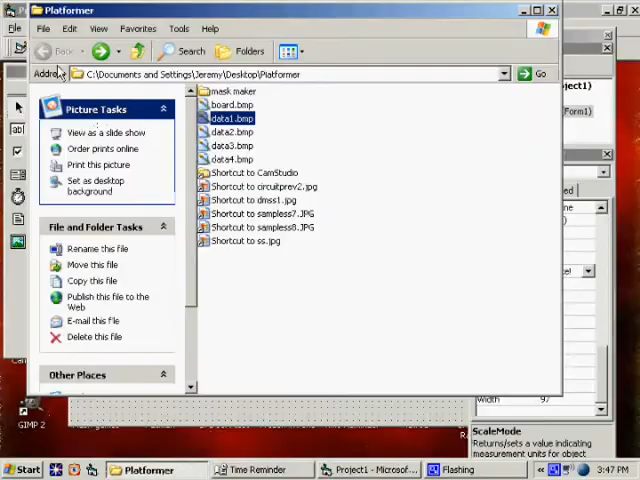 Platformer
File Edit View Favorites Tools Help
Back Search Folders
Addre C:\Documents and Settings\Jeremy\Desktop\Platformer Go
Picture Tasks
View as a slide show
Order prints online
Print this picture
Set as desktop
background
File and Folder Tasks
Rename this file
Move this file
Copy this file
Publish this file to the
Web
E-mail this file
Delete this file
Other Places
mask maker
board.bmp
data1.bmp
data2.bmp
data3.bmp
data4.bmp
Shortcut to CamStudio
Shortcut to circuitprev2.jpg
Shortcut to dmss1.jpg
Shortcut to sampless7.JPG
Shortcut to sampless8.JPG
Shortcut to ss.jpg
ject1)
(Form1)
Width 97
ScaleMode
Returns/sets a value indicating
measurement units for object
GIMP 2
Start Platformer Time Reminder Project1 - Microsof... Flashing 3:47 PM